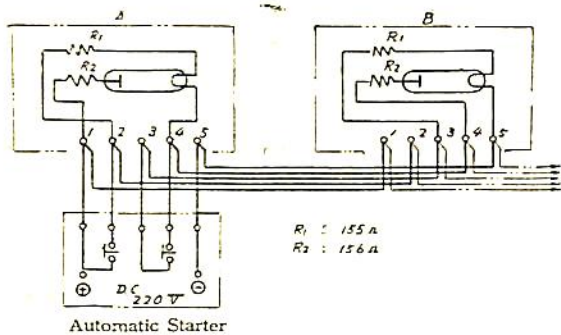 A
B
R1
R2
R1
R2
1 2 3 4 5
1 2 3 4 5
R1 : 155 Ω
R2 : 156 Ω
DC
220 V
Automatic Starter